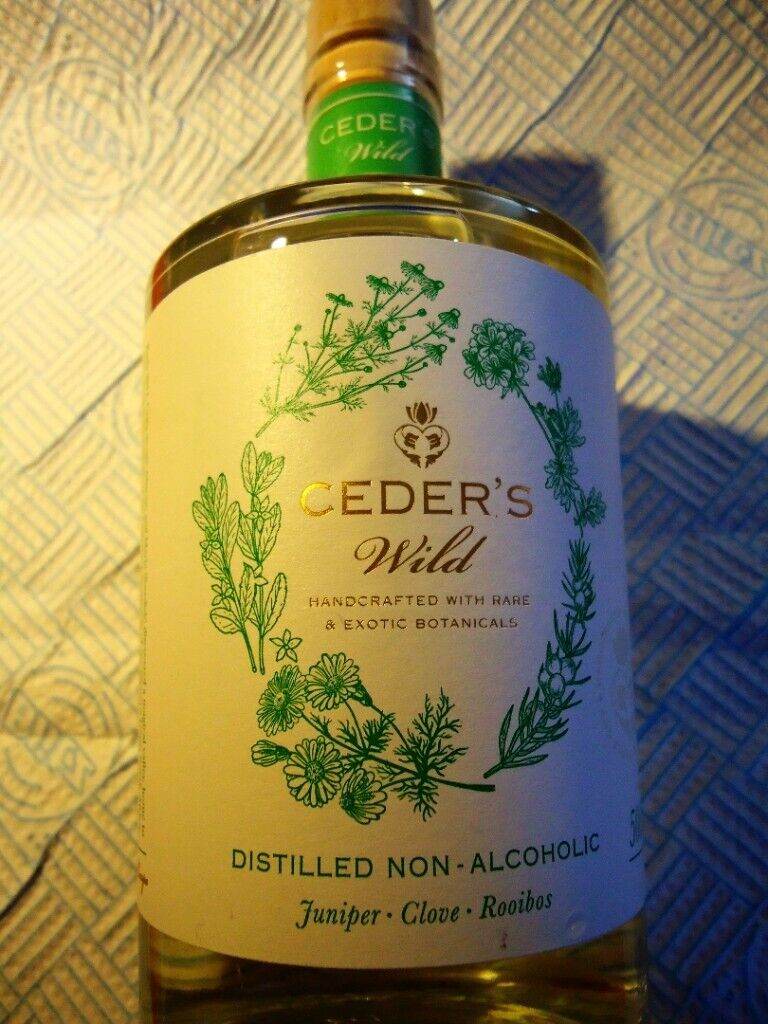 CEDER'S
Wild
CEDER'S
Wild
HANDCRAFTED WITH RARE
& EXOTIC BOTANICALS
DISTILLED NON-ALCOHOLIC
Juniper · Clove · Rooibos